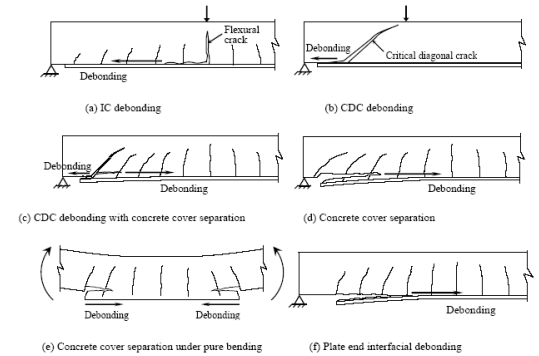 Flexural
crack
Debonding
(a) IC debonding
Debonding
Critical diagonal crack
(b) CDC debonding
Debonding
Debonding
(c) CDC debonding with concrete cover separation
Debonding
(d) Concrete cover separation
Debonding
Debonding
(e) Concrete cover separation under pure bending
Debonding
(f) Plate end interfacial debonding